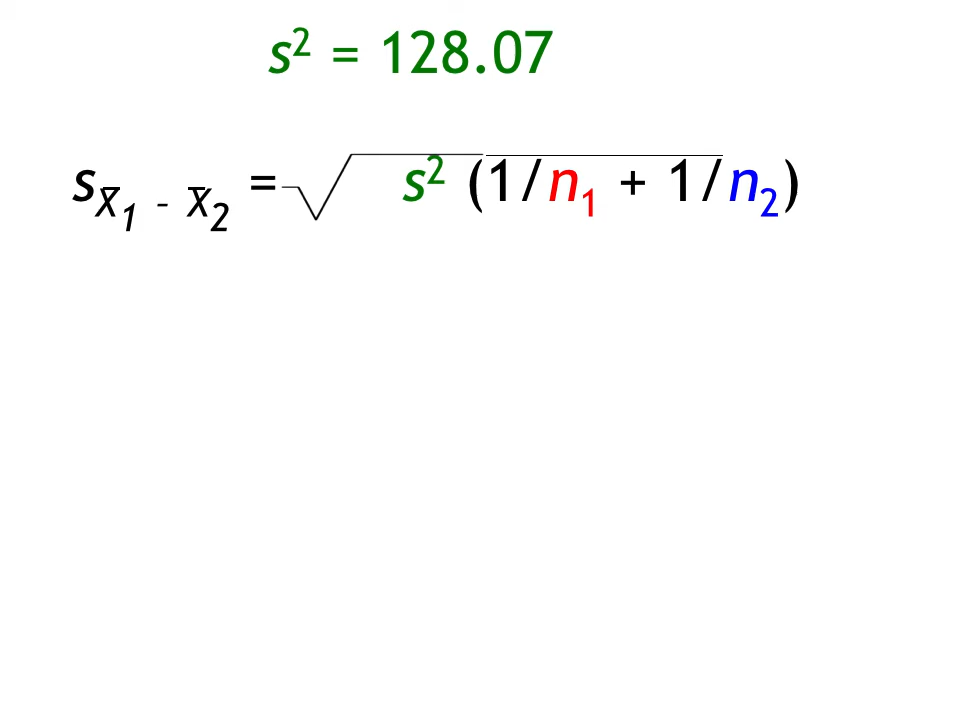 s² = 128.07
sX̅₁ - X̅₂ = √ s² (1/n₁ + 1/n₂)